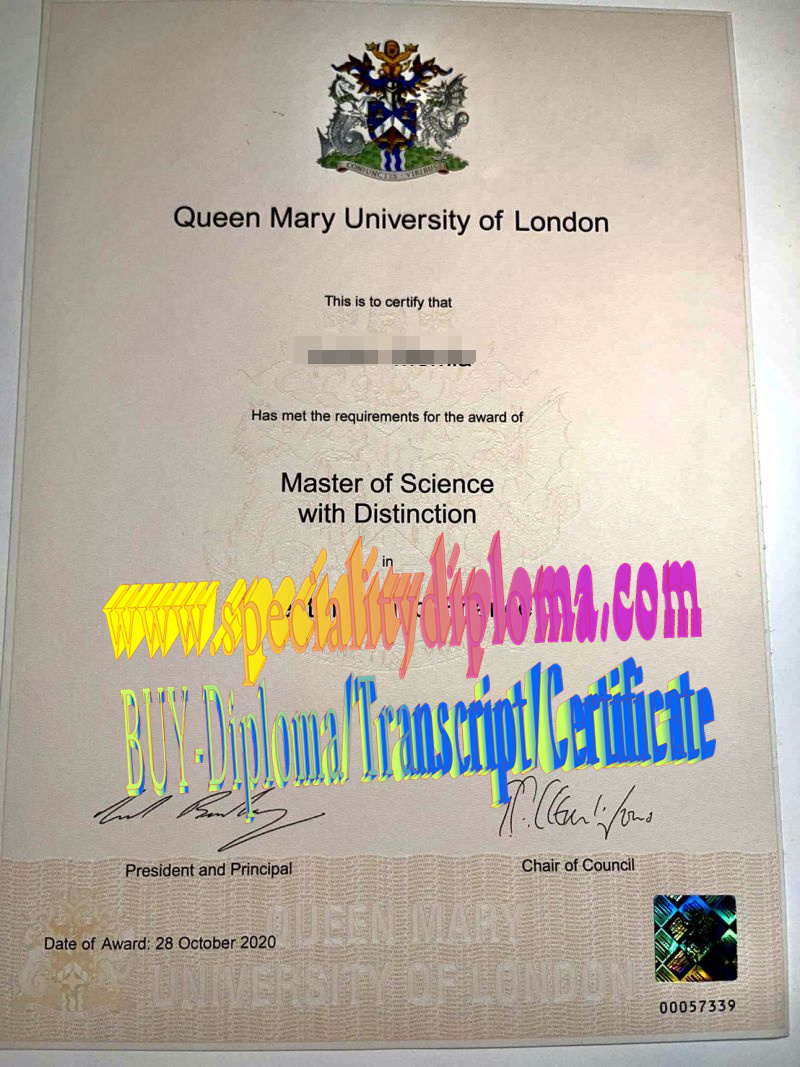 CONJUNCTIS VIRIBUS
Queen Mary University of London
This is to certify that
Has met the requirements for the award of
Master of Science
with Distinction
in
www.specialitydiploma.com
BUY-Diploma/Transcript/Certificate
President and Principal
Chair of Council
QUEEN MARY
Date of Award: 28 October 2020
UNIVERSITY OF LONDON
00057339